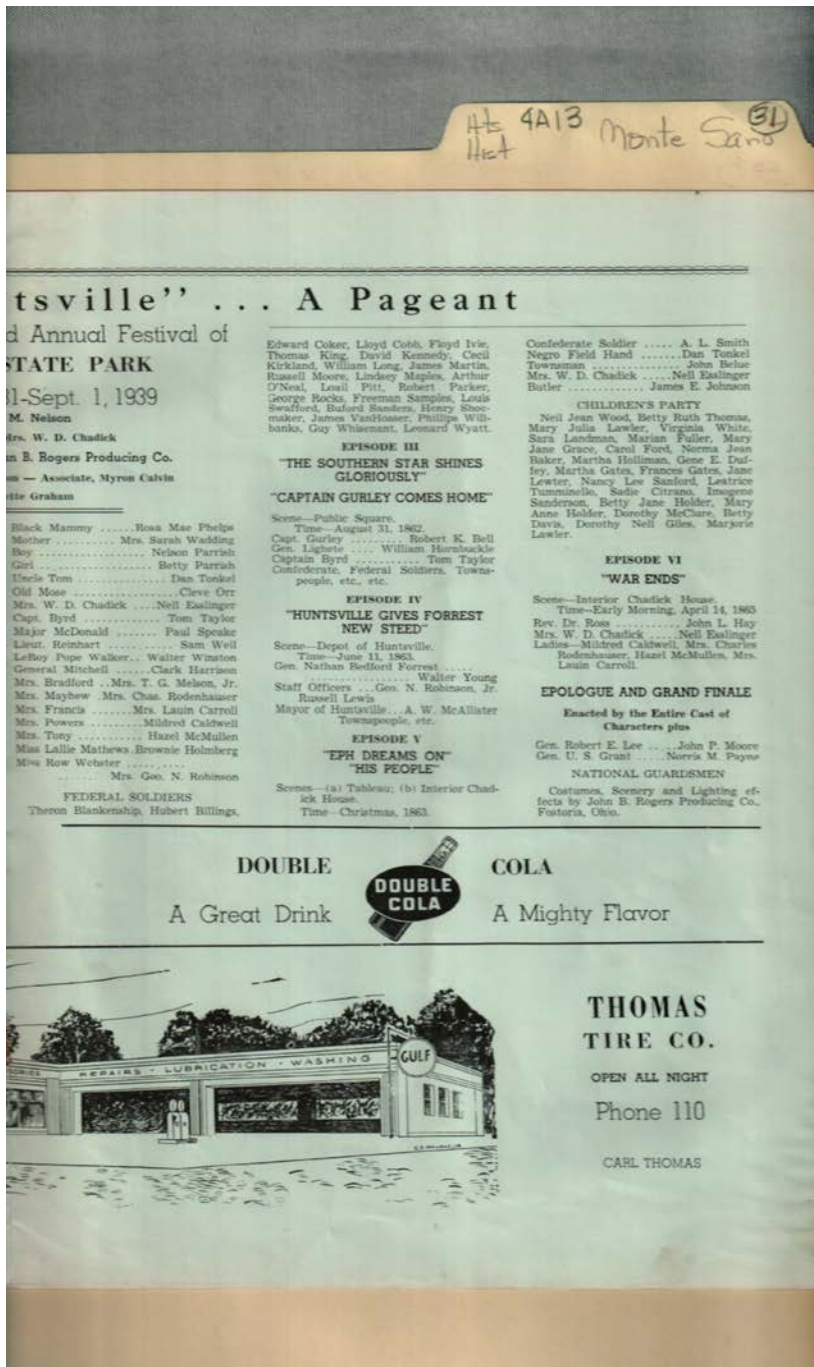 Hts 4A13 Monte Sano 31
Hist
tsville" . . . A Pageant
d Annual Festival of
STATE PARK
31-Sept. 1, 1939
M. Nelson
Mrs. W. D. Chadick
n B. Rogers Producing Co.
on — Associate, Myron Calvin
ette Graham
Black Mammy ......Rosa Mae Phelps
Mother ........... Mrs. Sarah Wadding
Boy .................. Nelson Parrish
Girl .................... Betty Parrish
Uncle Tom ............. Dan Tonkel
Old Mose ................Cleve Orr
Mrs. W. D. Chadick ....Nell Esslinger
Capt. Byrd ............. Tom Taylor
Major McDonald ....... Paul Speake
Lieut. Reinhart ........... Sam Weil
LeRoy Pope Walker.. Walter Winston
General Mitchell ......Clark Harrison
Mrs. Bradford ..Mrs. T. G. Melson, Jr.
Mrs. Mayhew .Mrs. Chas. Rodenhauser
Mrs. Francis ......Mrs. Lauin Carroll
Mrs. Powers .........Mildred Caldwell
Mrs. Tony .......... Hazel McMullen
Miss Lallie Mathews.Brownie Holmberg
Miss Row Webster ..........
....... Mrs. Geo. N. Robinson
FEDERAL SOLDIERS
Theron Blankenship, Hubert Billings,
Edward Coker, Lloyd Cobb, Floyd Ivie,
Thomas King, David Kennedy, Cecil
Kirkland, William Long, James Martin,
Russell Moore, Lindsey Maples, Arthur
O'Neal, Loail Pitt, Robert Parker,
George Rocks, Freeman Samples, Louis
Swafford, Buford Sanders, Henry Shoe-
maker, James VanHooser, Phillips Will-
banks, Guy Whisenant, Leonard Wyatt.
EPISODE III
"THE SOUTHERN STAR SHINES
GLORIOUSLY"
"CAPTAIN GURLEY COMES HOME"
Scene—Public Square.
Time—August 31, 1862.
Capt. Gurley ......... Robert K. Bell
Gen. Lighete .... William Hornbuckle
Captain Byrd .......... Tom Taylor
Confederate, Federal Soldiers, Towns-
people, etc., etc.
EPISODE IV
"HUNTSVILLE GIVES FORREST
NEW STEED"
Scene—Depot of Huntsville.
Time—June 11, 1863.
Gen. Nathan Bedford Forrest .....
................. Walter Young
Staff Officers ...Geo. N. Robinson, Jr.
Russell Lewis
Mayor of Huntsville...A. W. McAllister
Townspeople, etc.
EPISODE V
"EPH DREAMS ON"
"HIS PEOPLE"
Scenes—(a) Tableau; (b) Interior Chad-
ick House.
Time—Christmas, 1863.
Confederate Soldier ..... A. L. Smith
Negro Field Hand .......Dan Tonkel
Townsman ............... John Belue
Mrs. W. D. Chadick ....Nell Esslinger
Butler ............ James E. Johnson
CHILDREN'S PARTY
Neil Jean Wood, Betty Ruth Thomas,
Mary Julia Lawler, Virginia White,
Sara Landman, Marian Fuller, Mary
Jane Grace, Carol Ford, Norma Jean
Baker, Martha Holliman, Gene E. Duf-
fey, Martha Gates, Frances Gates, Jane
Lewter, Nancy Lee Sanford, Leatrice
Tumminello, Sadie Citrano, Imogene
Sanderson, Betty Jane Holder, Mary
Anne Holder, Dorothy McClure, Betty
Davis, Dorothy Nell Giles, Marjorie
Lawler.
EPISODE VI
"WAR ENDS"
Scene—Interior Chadick House.
Time—Early Morning, April 14, 1865
Rev. Dr. Ross ......... John L. Hay
Mrs. W. D. Chadick ....Nell Esslinger
Ladies—Mildred Caldwell, Mrs. Charles
Rodenhauser, Hazel McMullen, Mrs.
Lauin Carroll.
EPOLOGUE AND GRAND FINALE
Enacted by the Entire Cast of
Characters plus
Gen. Robert E. Lee ....John P. Moore
Gen. U. S. Grant .....Norris M. Payne
NATIONAL GUARDSMEN
Costumes, Scenery and Lighting ef-
fects by John B. Rogers Producing Co.,
Fostoria, Ohio.
DOUBLE COLA
DOUBLE
COLA
A Great Drink A Mighty Flavor
REPAIRS · LUBRICATION · WASHING
GULF
THOMAS
TIRE CO.
OPEN ALL NIGHT
Phone 110
CARL THOMAS